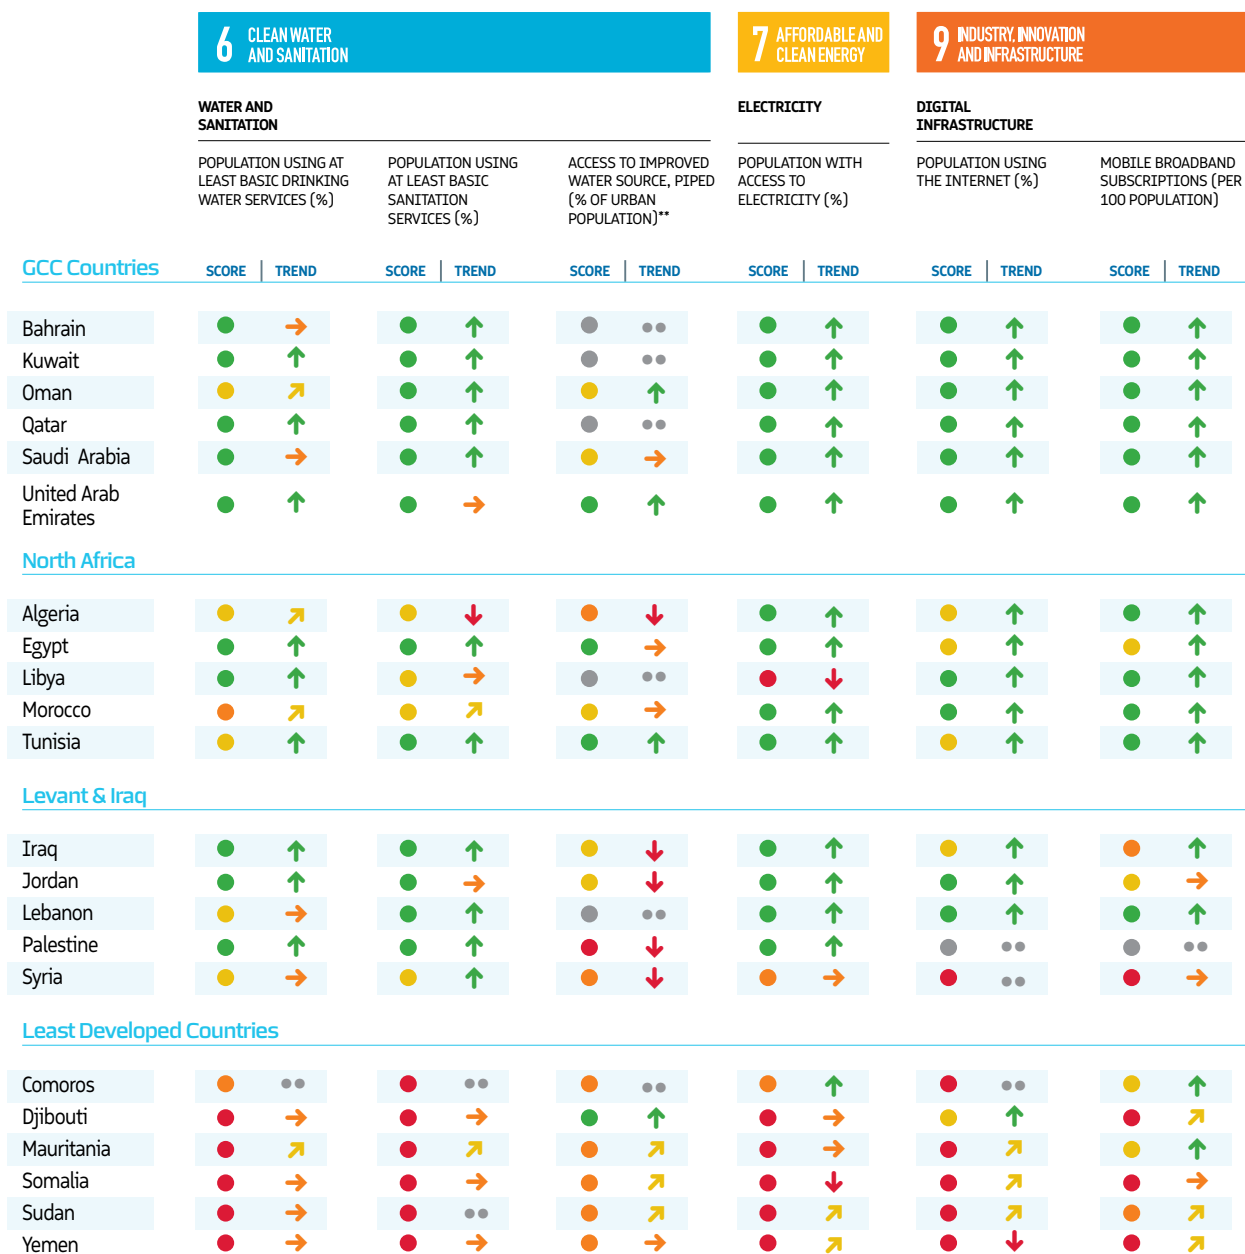 6 CLEAN WATER
AND SANITATION
7 AFFORDABLE AND
CLEAN ENERGY
9 INDUSTRY, INNOVATION
AND INFRASTRUCTURE
WATER AND
SANITATION
ELECTRICITY
DIGITAL
INFRASTRUCTURE
POPULATION USING AT
LEAST BASIC DRINKING
WATER SERVICES (%)
POPULATION USING
AT LEAST BASIC
SANITATION
SERVICES (%)
ACCESS TO IMPROVED
WATER SOURCE, PIPED
(% OF URBAN
POPULATION)**
POPULATION WITH
ACCESS TO
ELECTRICITY (%)
POPULATION USING
THE INTERNET (%)
MOBILE BROADBAND
SUBSCRIPTIONS (PER
100 POPULATION)
GCC Countries SCORE TREND SCORE TREND SCORE TREND SCORE TREND SCORE TREND SCORE TREND
Bahrain
Kuwait
Oman
Qatar
Saudi Arabia
United Arab
Emirates
North Africa
Algeria
Egypt
Libya
Morocco
Tunisia
Levant & Iraq
Iraq
Jordan
Lebanon
Palestine
Syria
Least Developed Countries
Comoros
Djibouti
Mauritania
Somalia
Sudan
Yemen